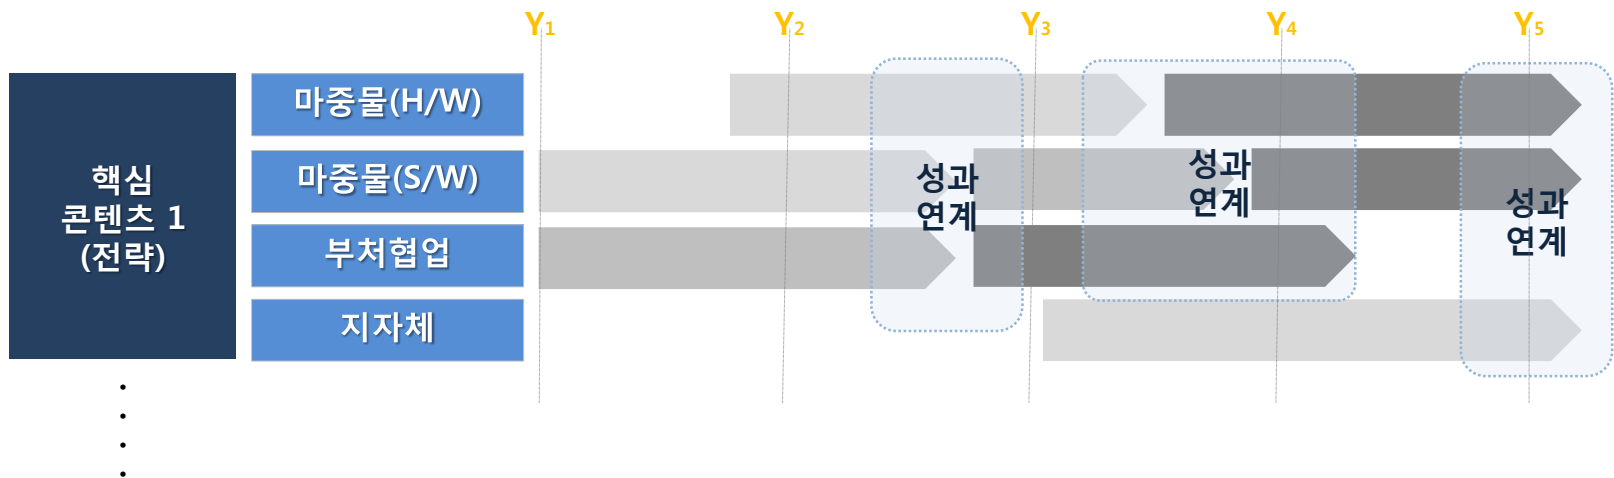 Y1
Y2
Y3
Y4
Y5
핵심
콘텐츠 1
(전략)
마중물(H/W)
마중물(S/W)
부처협업
지자체
성과
연계
성과
연계
성과
연계